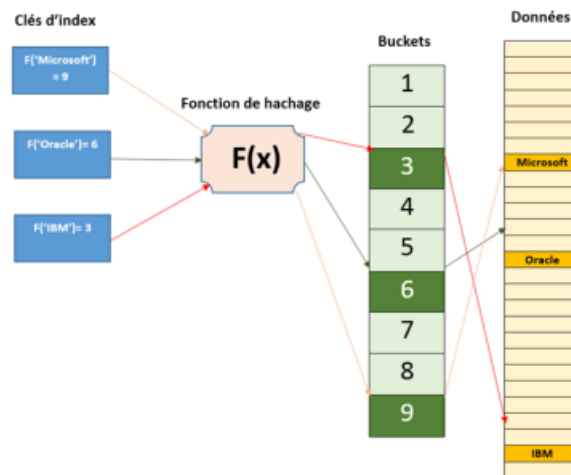 Clés d'index
F('Microsoft')
= 9
F('Oracle')= 6
F('IBM')= 3
Fonction de hachage
F(x)
Buckets
1
2
3
4
5
6
7
8
9
Données
Microsoft
Oracle
IBM